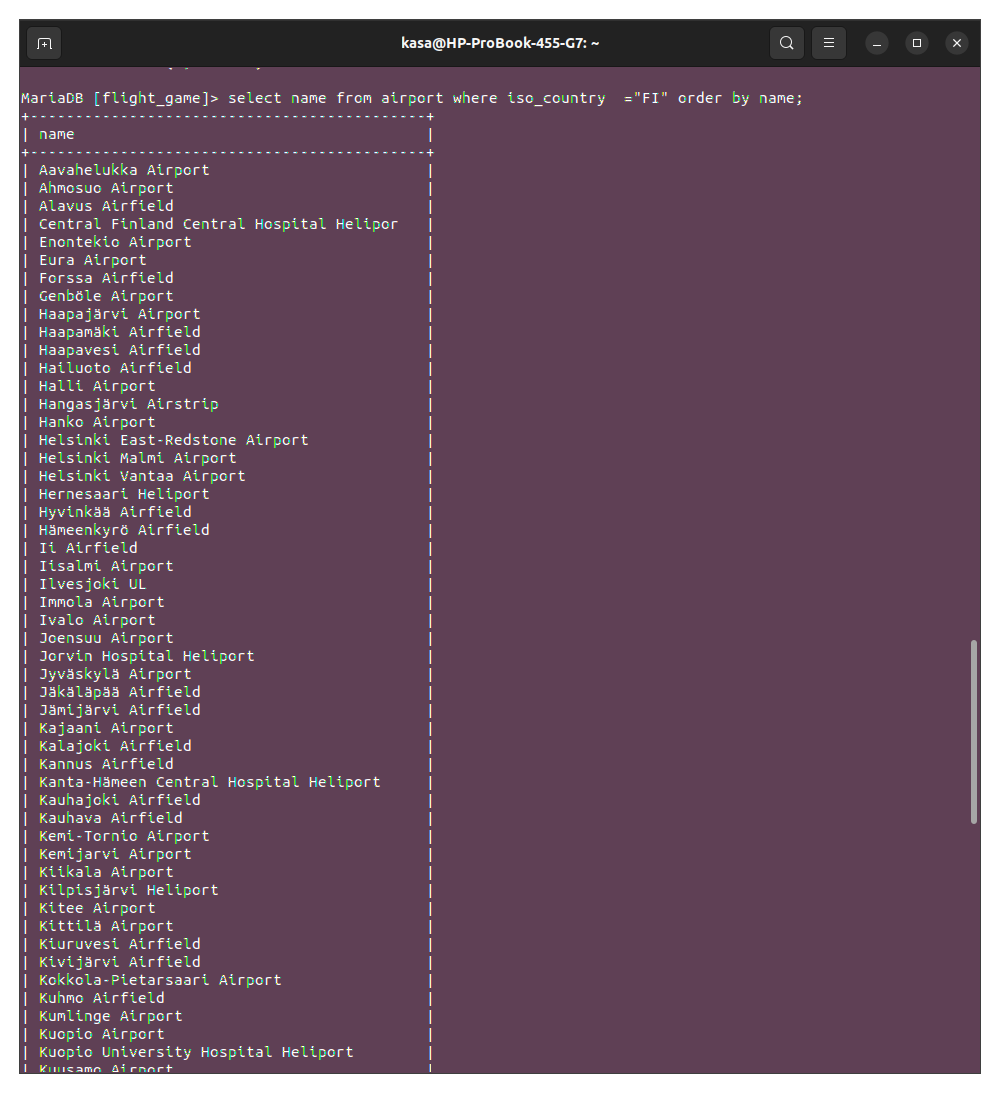 kasa@HP-ProBook-455-G7: ~
MariaDB [flight_game]> select name from airport where iso_country  ="FI" order by name;
+--------------------------------------------+
| name                                       |
+--------------------------------------------+
| Aavahelukka Airport                        |
| Ahmosuo Airport                            |
| Alavus Airfield                            |
| Central Finland Central Hospital Helipor   |
| Enontekio Airport                          |
| Eura Airport                               |
| Forssa Airfield                            |
| Genböle Airport                            |
| Haapajärvi Airport                         |
| Haapamäki Airfield                         |
| Haapavesi Airfield                         |
| Hailuoto Airfield                          |
| Halli Airport                              |
| Hangasjärvi Airstrip                       |
| Hanko Airport                              |
| Helsinki East-Redstone Airport             |
| Helsinki Malmi Airport                     |
| Helsinki Vantaa Airport                    |
| Hernesaari Heliport                        |
| Hyvinkää Airfield                          |
| Hämeenkyrö Airfield                        |
| Ii Airfield                                |
| Iisalmi Airport                            |
| Ilvesjoki UL                               |
| Immola Airport                             |
| Ivalo Airport                              |
| Joensuu Airport                            |
| Jorvin Hospital Heliport                   |
| Jyväskylä Airport                          |
| Jäkäläpää Airfield                         |
| Jämijärvi Airfield                         |
| Kajaani Airport                            |
| Kalajoki Airfield                          |
| Kannus Airfield                            |
| Kanta-Hämeen Central Hospital Heliport     |
| Kauhajoki Airfield                         |
| Kauhava Airfield                           |
| Kemi-Tornio Airport                        |
| Kemijarvi Airport                          |
| Kiikala Airport                            |
| Kilpisjärvi Heliport                       |
| Kitee Airport                              |
| Kittilä Airport                            |
| Kiuruvesi Airfield                         |
| Kivijärvi Airfield                         |
| Kokkola-Pietarsaari Airport                |
| Kuhmo Airfield                             |
| Kumlinge Airport                           |
| Kuopio Airport                             |
| Kuopio University Hospital Heliport        |
| Kuusamo Airport                            |